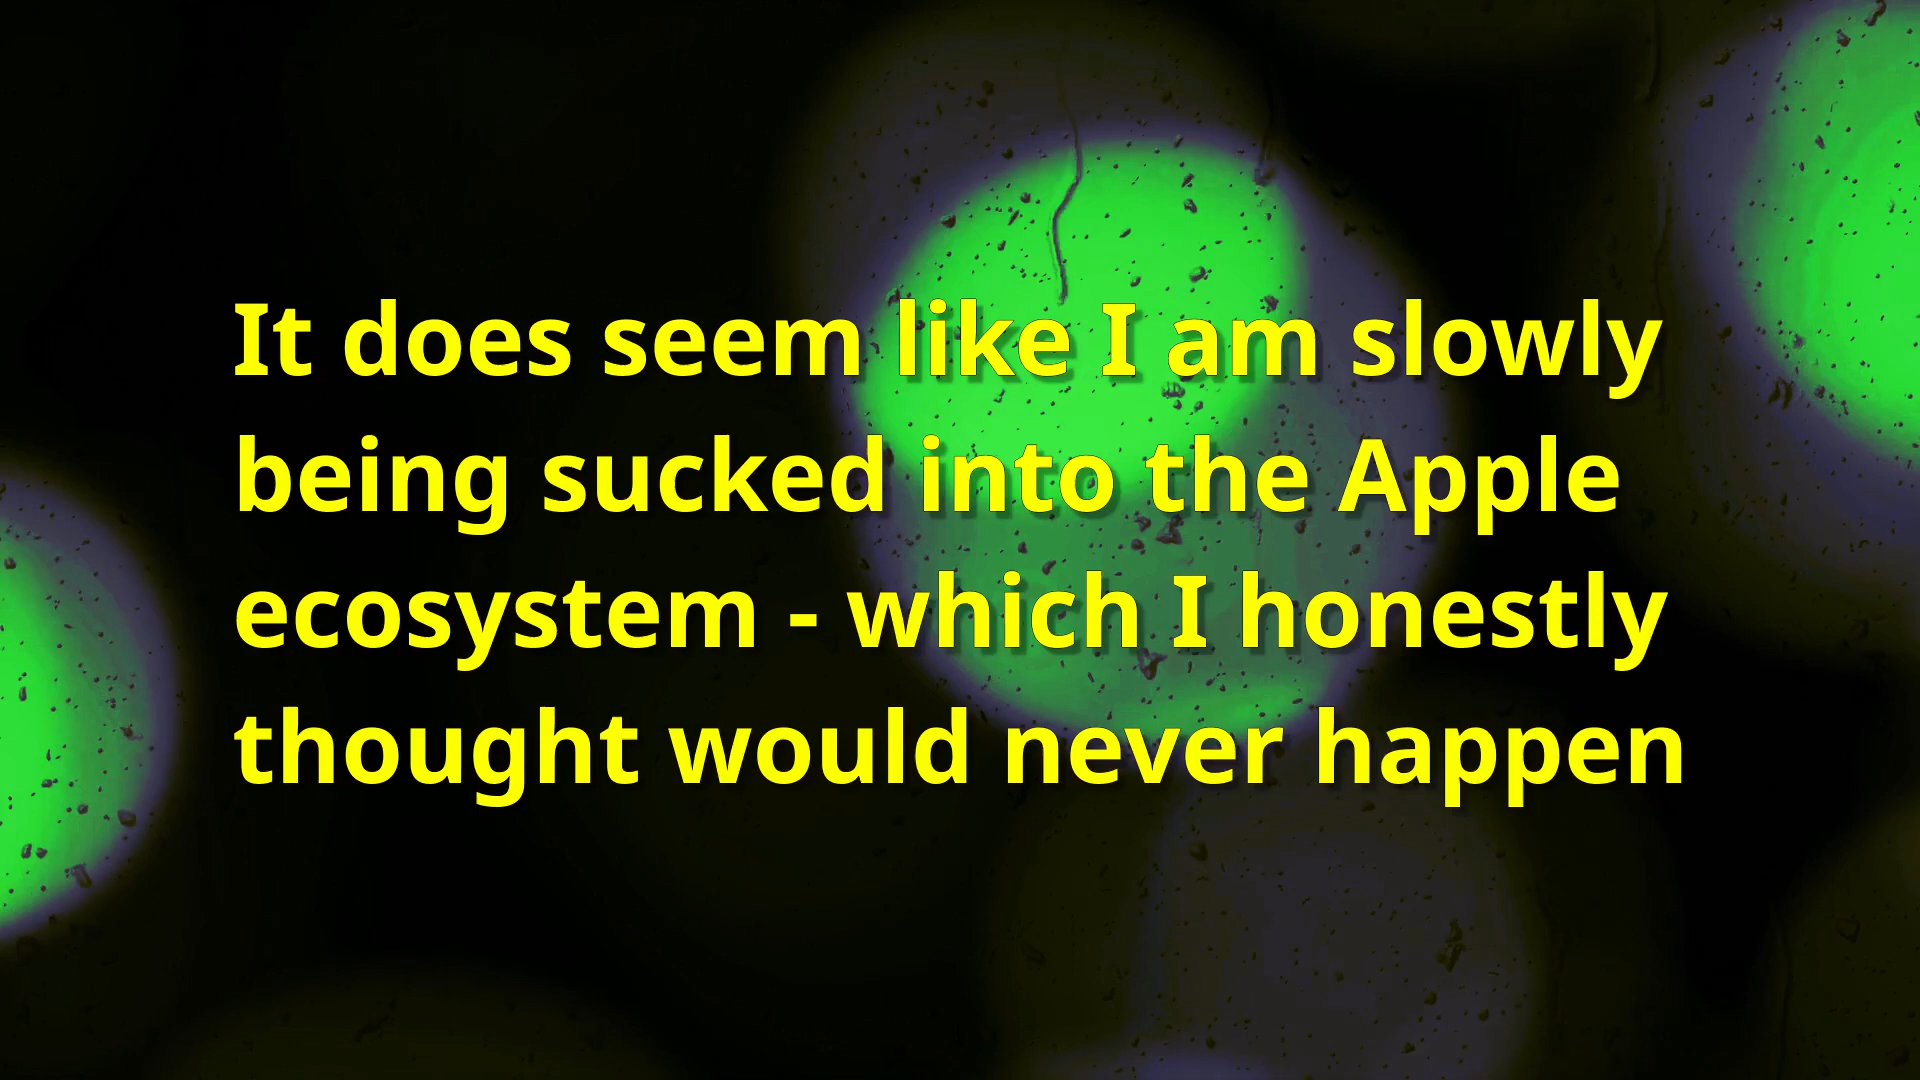 It does seem like I am slowly
being sucked into the Apple
ecosystem - which I honestly
thought would never happen